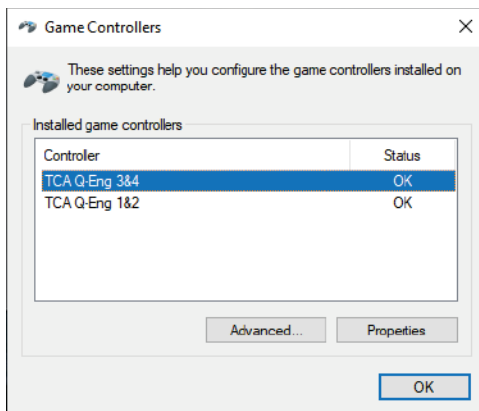 Game Controllers
These settings help you configure the game controllers installed on
your computer.
Installed game controllers
Controller Status
TCA Q-Eng 3&4 OK
TCA Q-Eng 1&2 OK
Advanced... Properties
OK